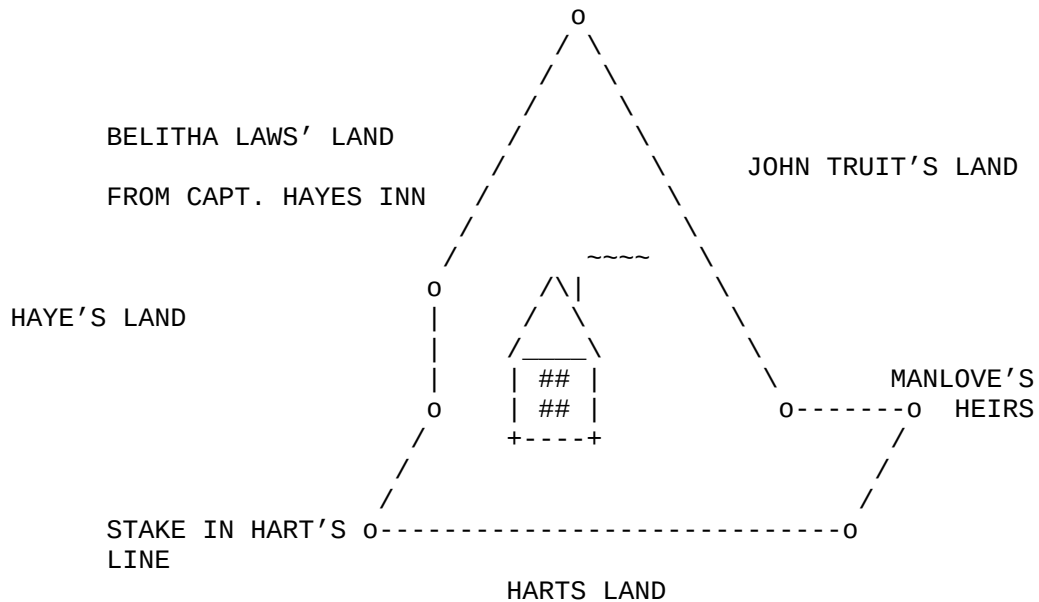 BELITHA LAWS’ LAND
JOHN TRUIT’S LAND
FROM CAPT. HAYES INN
HAYE’S LAND
MANLOVE’S
HEIRS
STAKE IN HART’S
LINE
HARTS LAND